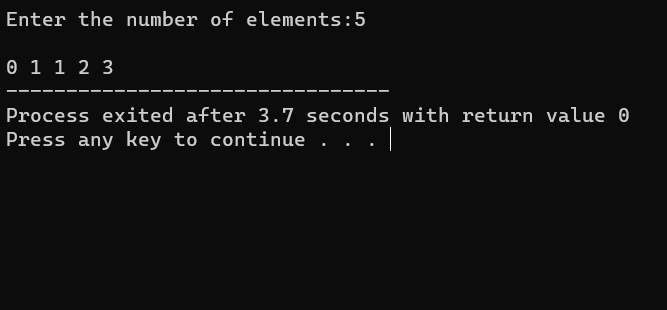 Enter the number of elements:5
0 1 1 2 3
--------------------------------
Process exited after 3.7 seconds with return value 0
Press any key to continue . . .